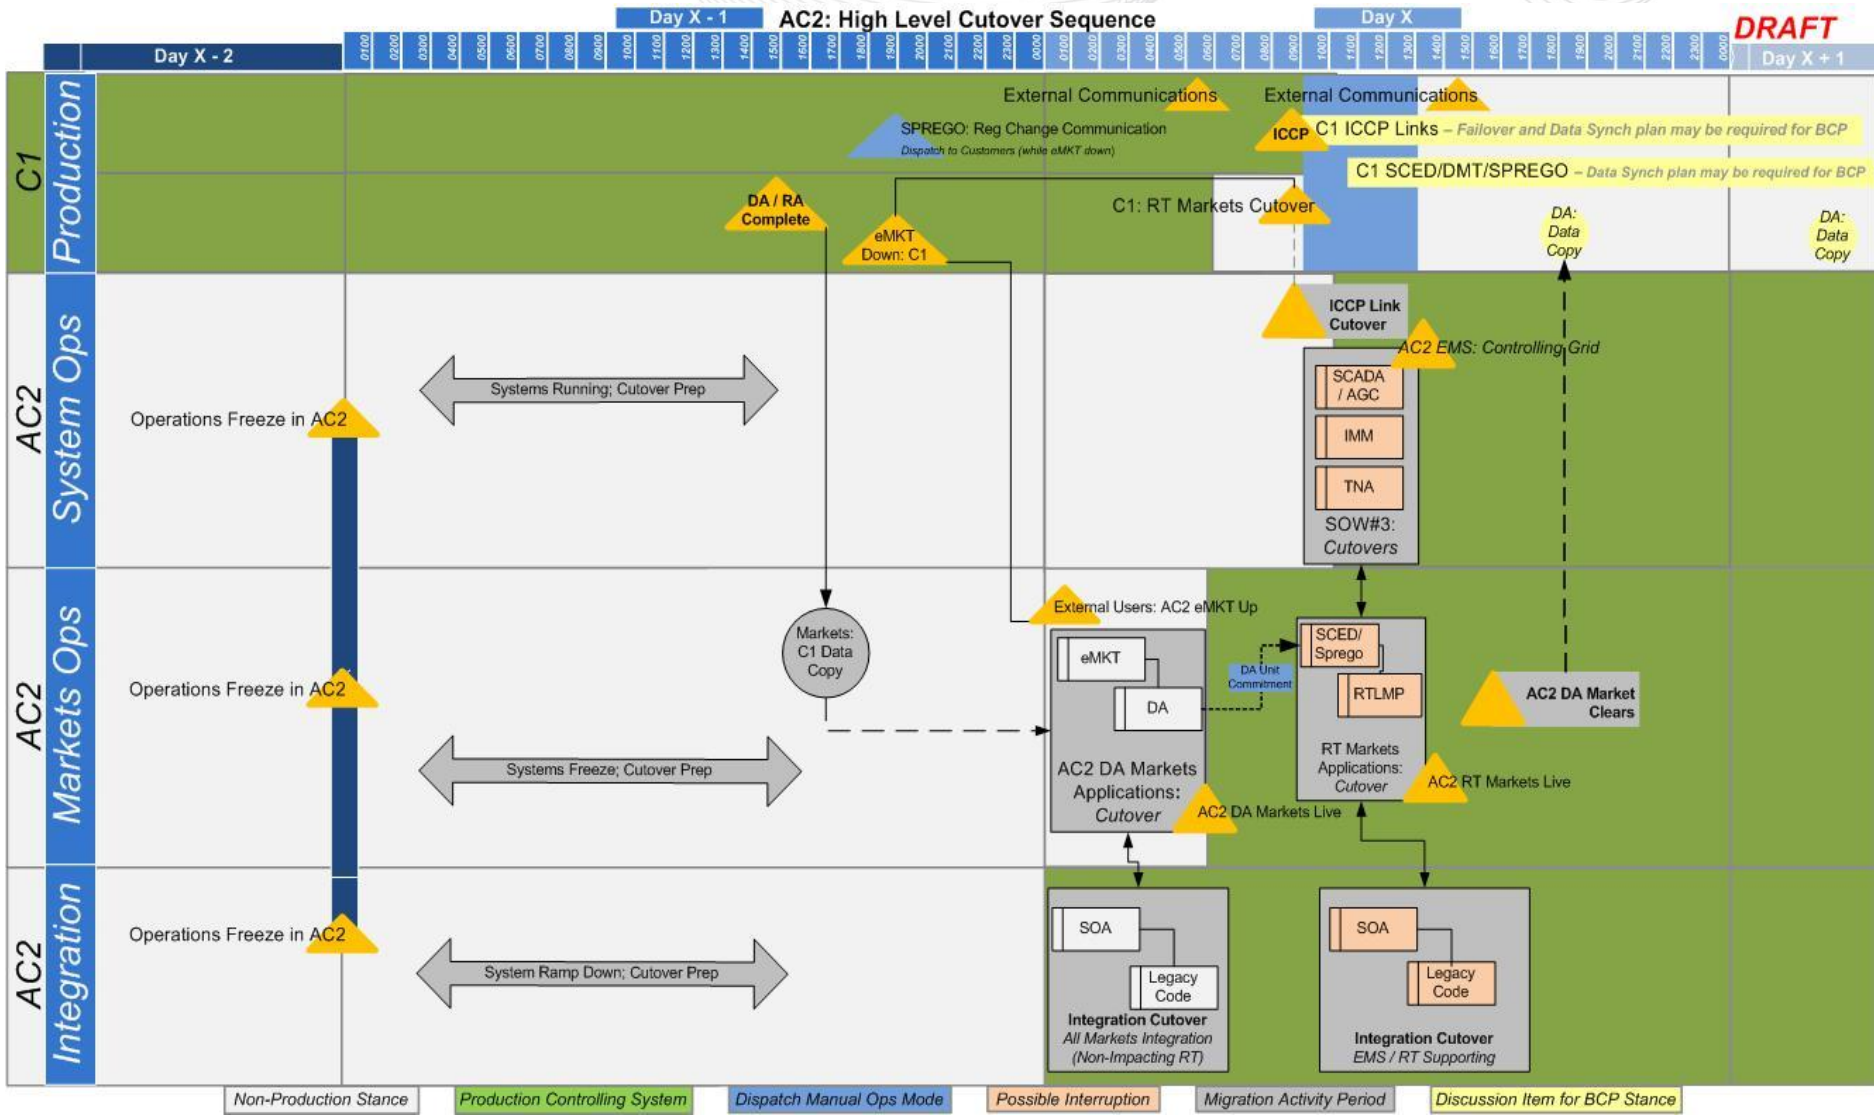 Day X - 1
AC2: High Level Cutover Sequence
Day X
DRAFT
Day X - 2
0100 0200 0300 0400 0500 0600 0700 0800 0900 1000 1100 1200 1300 1400 1500 1600 1700 1800 1900 2000 2100 2200 2300 0000 0100 0200 0300 0400 0500 0600 0700 0800 0900 1000 1100 1200 1300 1400 1500 1600 1700 1800 1900 2000 2100 2200 2300 0000
Day X + 1
C1
Production
External Communications
External Communications
SPREGO: Reg Change Communication
Dispatch to Customers (while eMKT down)
ICCP
C1 ICCP Links – Failover and Data Synch plan may be required for BCP
C1 SCED/DMT/SPREGO – Data Synch plan may be required for BCP
DA / RA
Complete
C1: RT Markets Cutover
eMKT
Down: C1
DA:
Data
Copy
DA:
Data
Copy
AC2
System Ops
Operations Freeze in AC2
Systems Running; Cutover Prep
ICCP Link
Cutover
AC2 EMS: Controlling Grid
SCADA
/ AGC
IMM
TNA
SOW#3:
Cutovers
AC2
Markets Ops
Operations Freeze in AC2
Systems Freeze; Cutover Prep
Markets:
C1 Data
Copy
External Users: AC2 eMKT Up
eMKT
DA
AC2 DA Markets
Applications:
Cutover
AC2 DA Markets Live
DA Unit
Commitment
SCED/
Sprego
RTLMP
RT Markets
Applications:
Cutover
AC2 RT Markets Live
AC2 DA Market
Clears
AC2
Integration
Operations Freeze in AC2
System Ramp Down; Cutover Prep
SOA
Legacy
Code
Integration Cutover
All Markets Integration
(Non-Impacting RT)
SOA
Legacy
Code
Integration Cutover
EMS / RT Supporting
Non-Production Stance
Production Controlling System
Dispatch Manual Ops Mode
Possible Interruption
Migration Activity Period
Discussion Item for BCP Stance